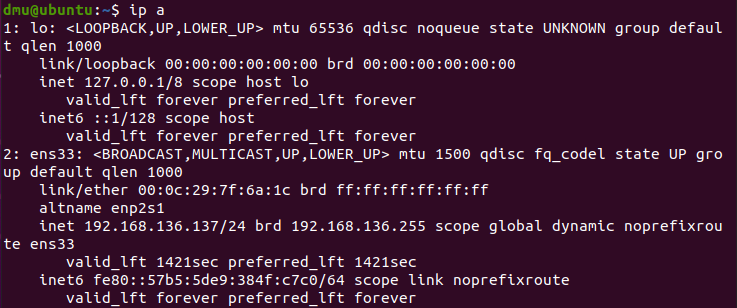 dmu@ubuntu:~$ ip a
1: lo: <LOOPBACK,UP,LOWER_UP> mtu 65536 qdisc noqueue state UNKNOWN group defaul
t qlen 1000
    link/loopback 00:00:00:00:00:00 brd 00:00:00:00:00:00
    inet 127.0.0.1/8 scope host lo
       valid_lft forever preferred_lft forever
    inet6 ::1/128 scope host
       valid_lft forever preferred_lft forever
2: ens33: <BROADCAST,MULTICAST,UP,LOWER_UP> mtu 1500 qdisc fq_codel state UP gro
up default qlen 1000
    link/ether 00:0c:29:7f:6a:1c brd ff:ff:ff:ff:ff:ff
    altname enp2s1
    inet 192.168.136.137/24 brd 192.168.136.255 scope global dynamic noprefixrou
te ens33
       valid_lft 1421sec preferred_lft 1421sec
    inet6 fe80::57b5:5de9:384f:c7c0/64 scope link noprefixroute
       valid_lft forever preferred_lft forever